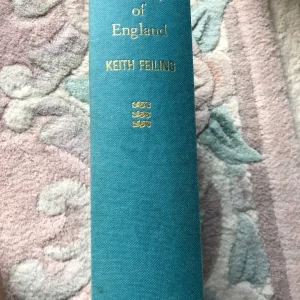 of
England
KEITH FEILING